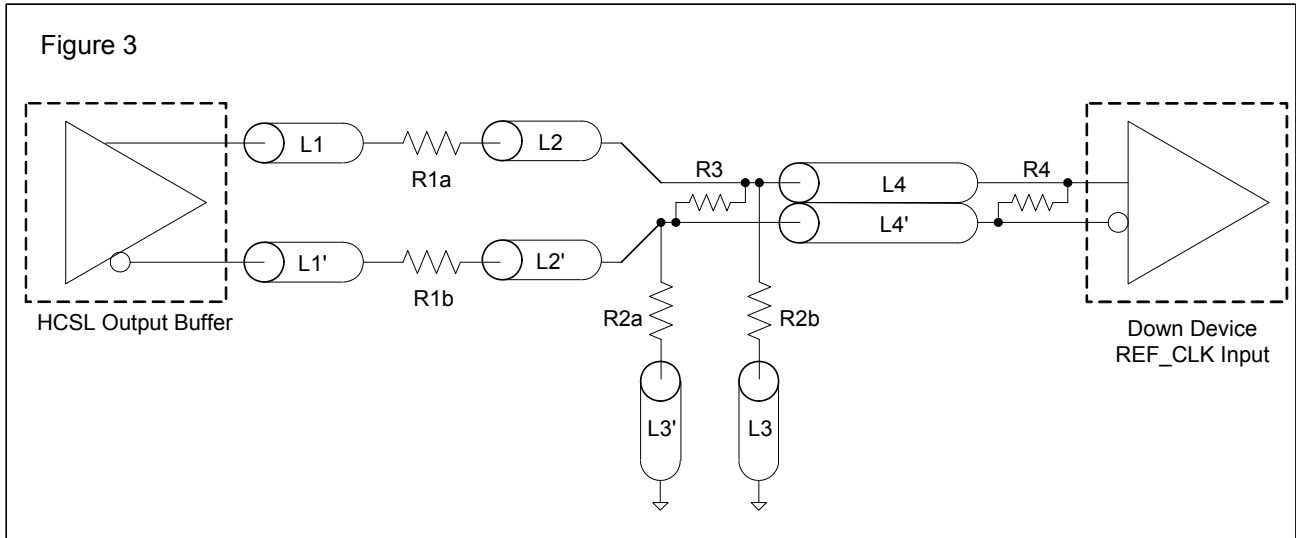 Figure 3
L1
R1a
L2
R3
L4
R4
L4'
L1'
R1b
L2'
HCSL Output Buffer
R2a
R2b
Down Device
REF_CLK Input
L3'
L3